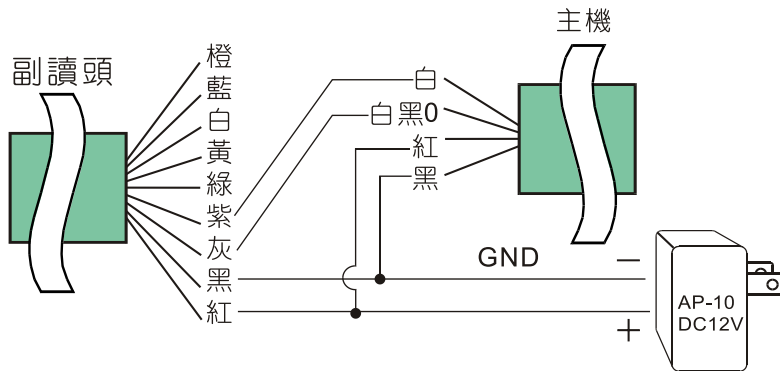 主機
副讀頭
橙
藍
白
黃
綠
紫
灰
黑
紅
白
白黑0
紅
黑
GND
−
+
AP-10
DC12V